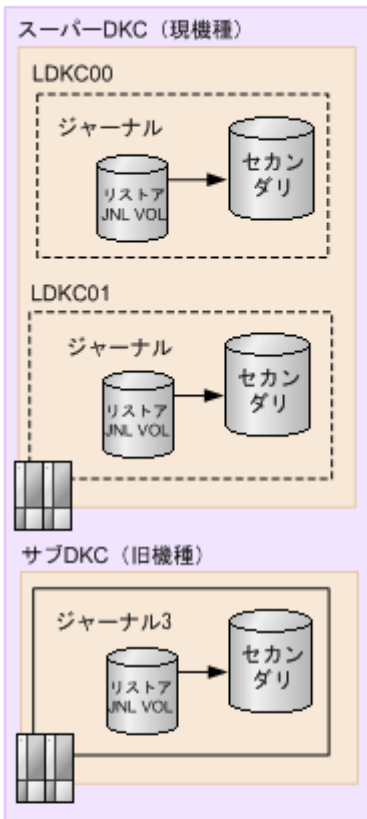 スーパーDKC（現機種）
LDKC00
ジャーナル
リストア
JNL VOL
セカン
ダリ
LDKC01
ジャーナル
リストア
JNL VOL
セカン
ダリ
サブDKC（旧機種）
ジャーナル3
リストア
JNL VOL
セカン
ダリ